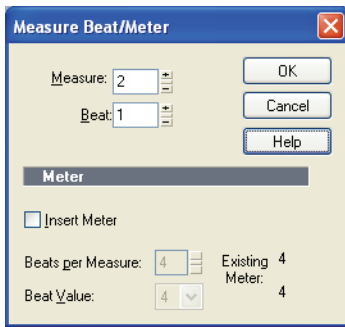 Measure Beat/Meter
Measure: 2
OK
Beat: 1
Cancel
Help
Meter
Insert Meter
Beats per Measure: 4
Existing 4
Meter:
Beat Value: 4
4